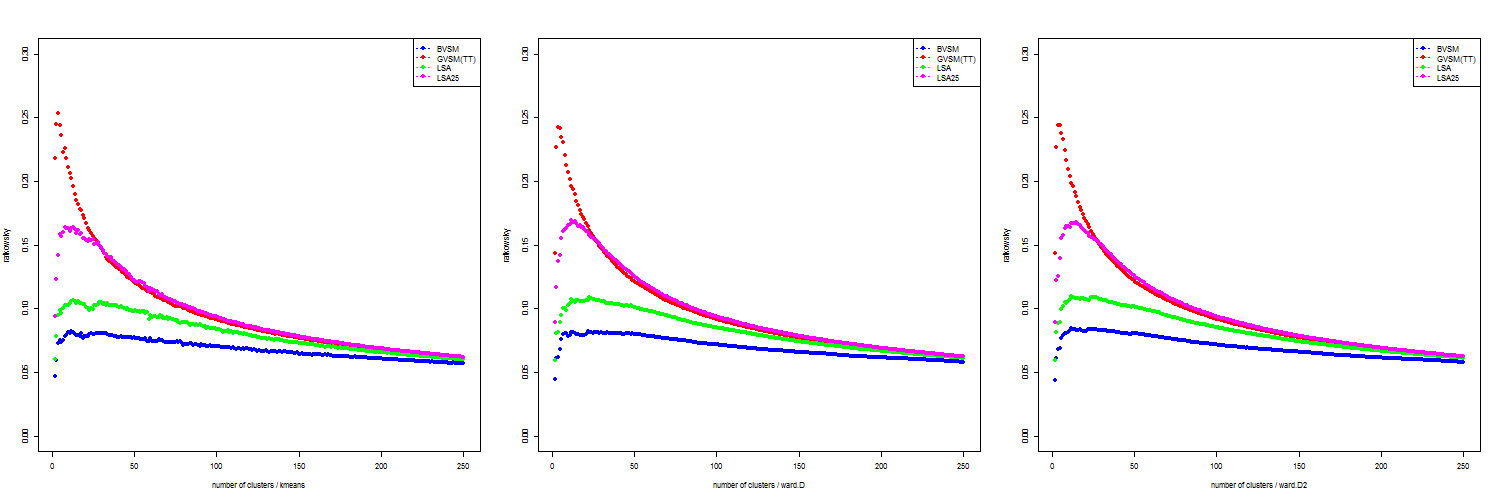 BVSM
GVSM(TT)
LSA
LSA25
0.30
0.25
0.20
0.15
0.10
0.05
0.00
ratkowsky
0 50 100 150 200 250
number of clusters / kmeans
BVSM
GVSM(TT)
LSA
LSA25
0.30
0.25
0.20
0.15
0.10
0.05
0.00
ratkowsky
0 50 100 150 200 250
number of clusters / ward.D
BVSM
GVSM(TT)
LSA
LSA25
0.30
0.25
0.20
0.15
0.10
0.05
0.00
ratkowsky
0 50 100 150 200 250
number of clusters / ward.D2